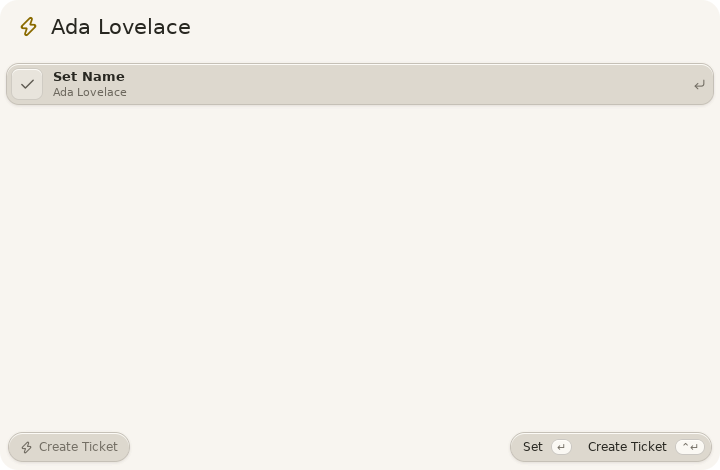 Ada Lovelace
Set Name
Ada Lovelace
Create Ticket
Set ↵ Create Ticket ⌃↵